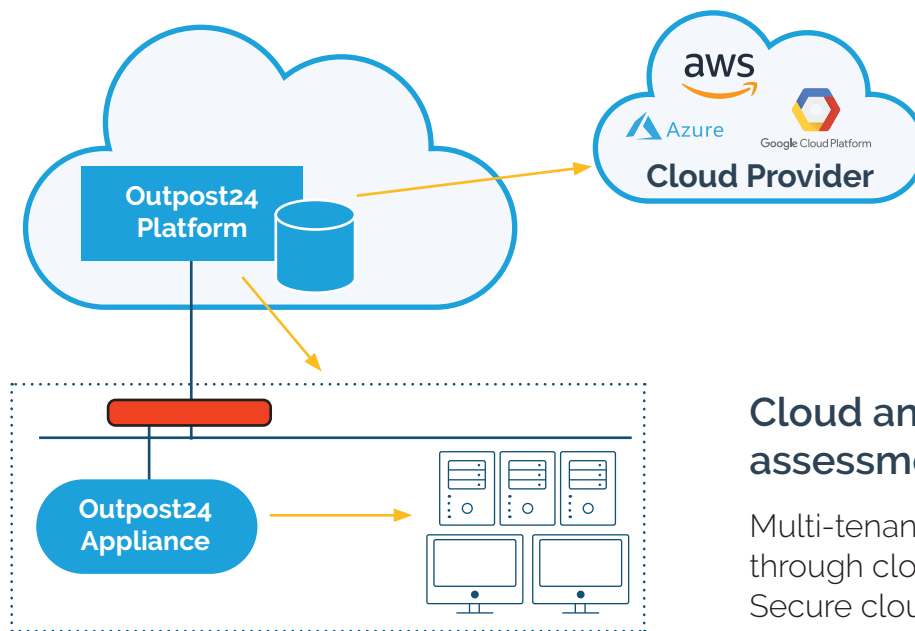 aws
Azure
Google Cloud Platform
Cloud Provider
Outpost24
Platform
Outpost24
Appliance
Cloud an
assessm
Multi-tenan
through clo
Secure clou